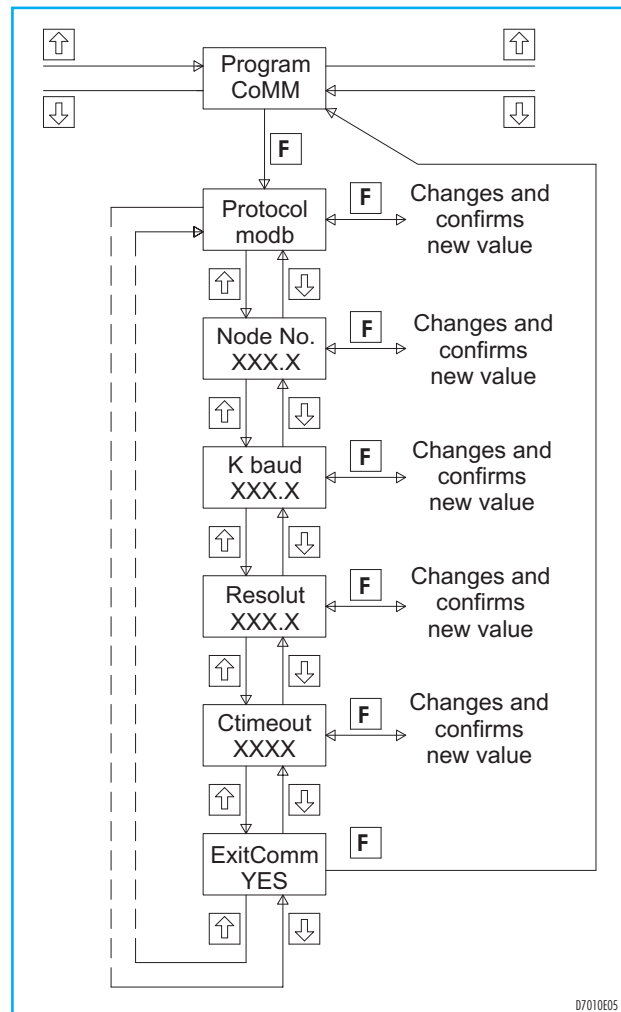 Program
CoMM
F
Protocol
modb
F
Changes and
confirms
new value
Node No.
XXX.X
F
Changes and
confirms
new value
K baud
XXX.X
F
Changes and
confirms
new value
Resolut
XXX.X
F
Changes and
confirms
new value
Ctimeout
XXXX
F
Changes and
confirms
new value
ExitComm
YES
F
D7010E05